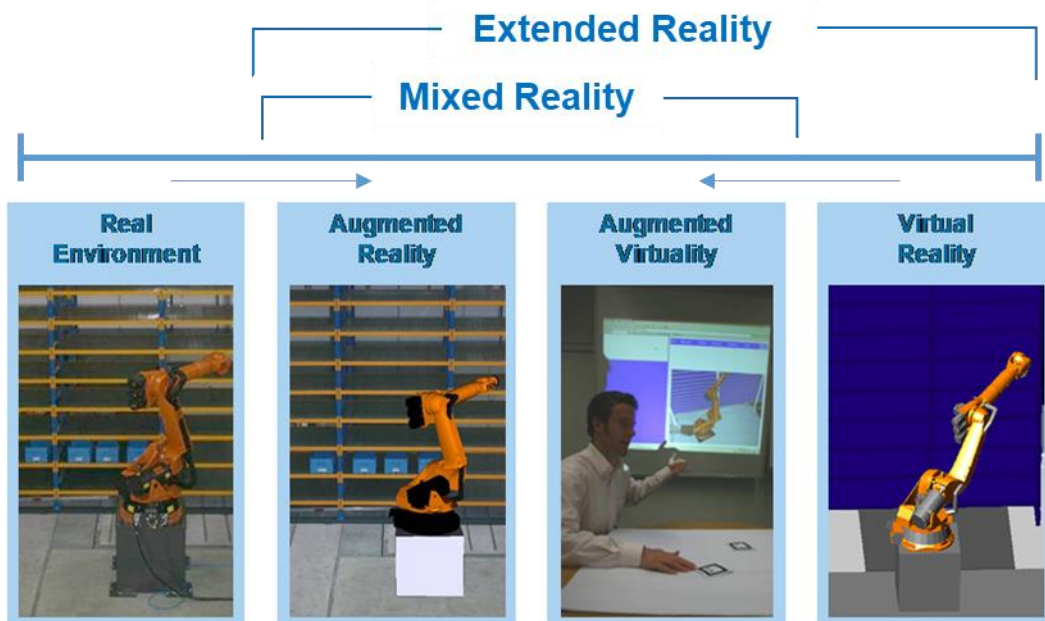 Extended Reality
Mixed Reality
Real
Environment
Augmented
Reality
Augmented
Virtuality
Virtual
Reality